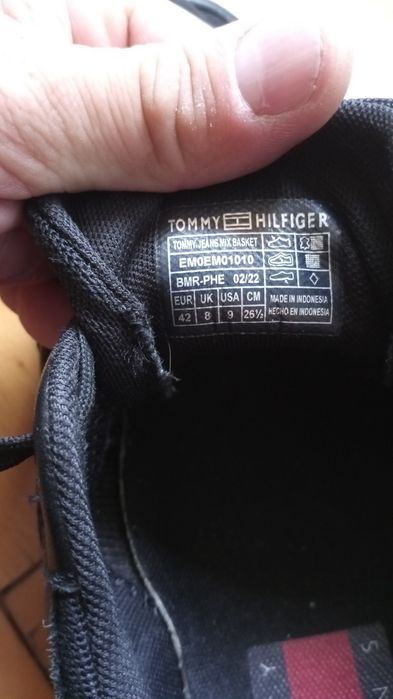 TOMMY HILFIGER
TOMMY JEANS MIX BASKET
EM0EM01010
BMR-PHE 02/22
EUR UK USA CM MADE IN INDONESIA
42 8 9 26½ HECHO EN INDONESIA